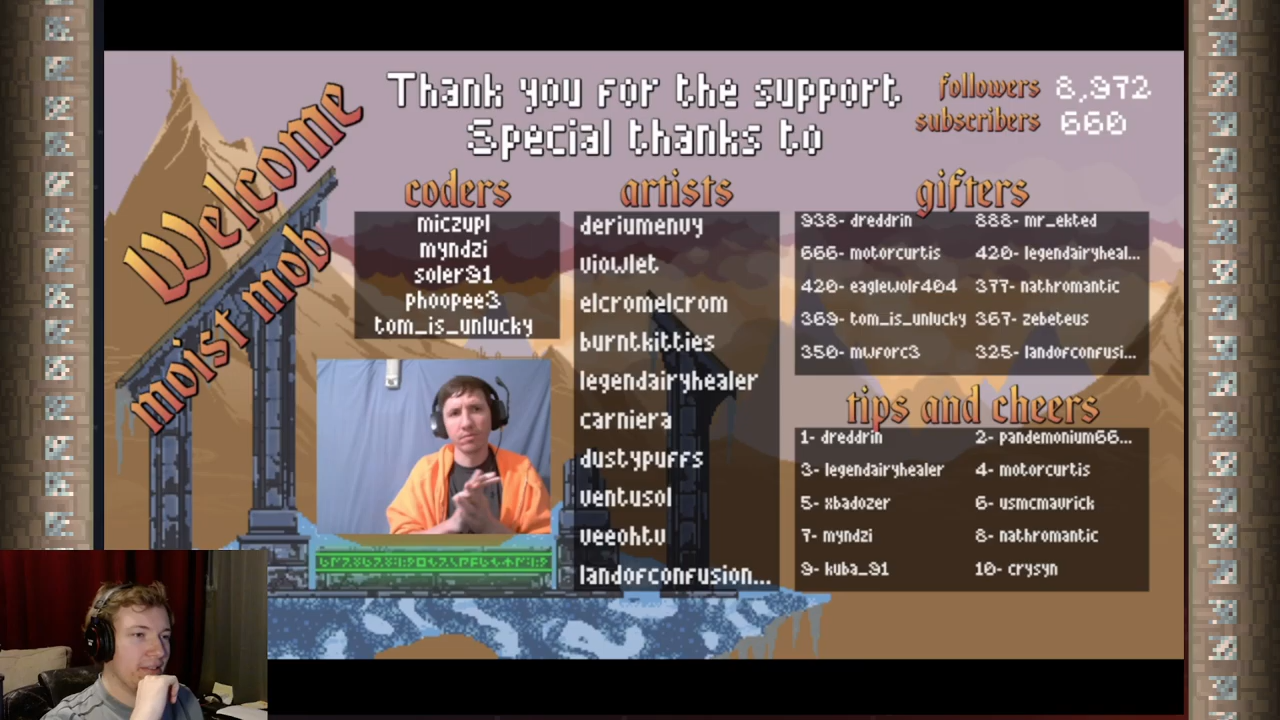 Welcome
moist mob
Thank you for the support
Special thanks to
followers 8,972
subscribers 660
coders
miczupl
myndzi
soler91
phoopee3
tom_is_unlucky
artists
deriumenvy
viowlet
elcromelcrom
burntkitties
legendairyhealer
carniera
dustypuffs
ventusol
veeohtv
landofconfusion...
gifters
938- dreddrin 888- mr_ekted
666- motorcurtis 420- legendairyheal...
420- eaglewolf404 377- nathromantic
369- tom_is_unlucky 367- zebeteus
350- mwforc3 325- landofconfusi...
tips and cheers
1- dreddrin 2- pandemonium66...
3- legendairyhealer 4- motorcurtis
5- xbadozer 6- usmcmavrick
7- myndzi 8- nathromantic
9- kuba_91 10- crysyn